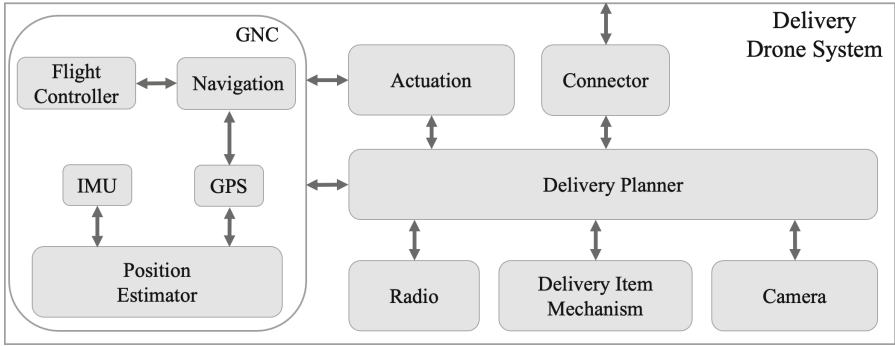 Delivery
Drone System
GNC
Flight
Controller
Navigation
Actuation
Connector
IMU
GPS
Delivery Planner
Position
Estimator
Radio
Delivery Item
Mechanism
Camera